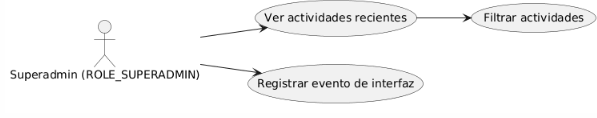 Ver actividades recientes
Filtrar actividades
Superadmin (ROLE_SUPERADMIN)
Registrar evento de interfaz